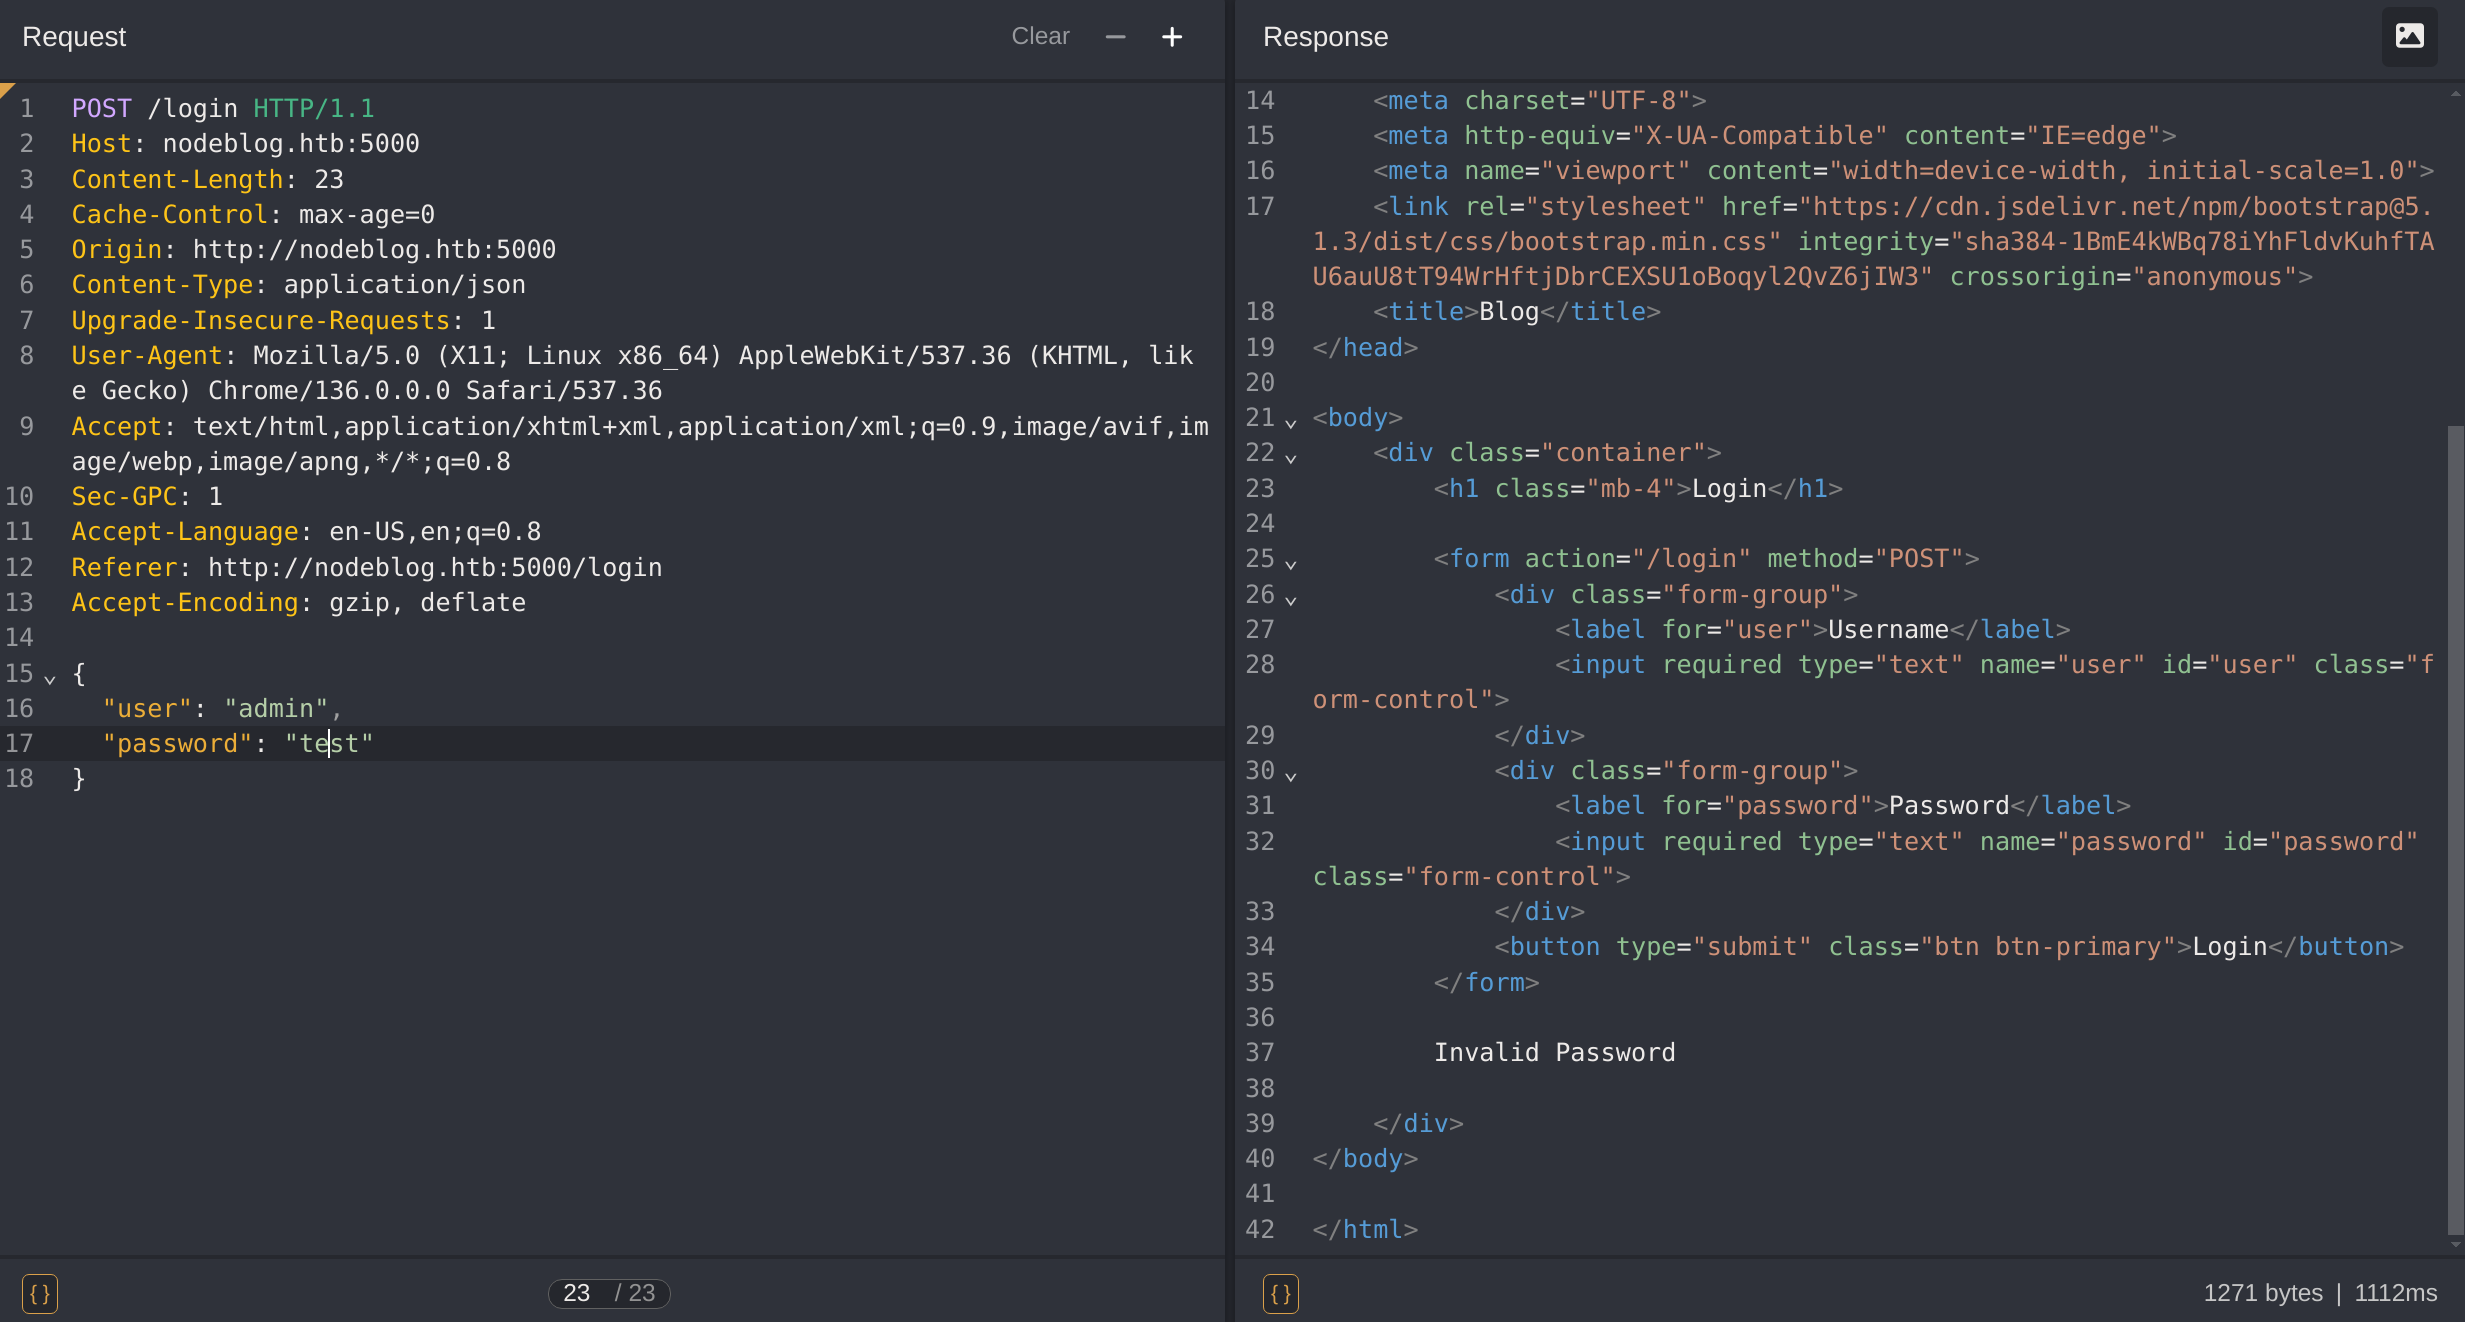 Request
Clear
1 POST /login HTTP/1.1
2 Host: nodeblog.htb:5000
3 Content-Length: 23
4 Cache-Control: max-age=0
5 Origin: http://nodeblog.htb:5000
6 Content-Type: application/json
7 Upgrade-Insecure-Requests: 1
8 User-Agent: Mozilla/5.0 (X11; Linux x86_64) AppleWebKit/537.36 (KHTML, lik
e Gecko) Chrome/136.0.0.0 Safari/537.36
9 Accept: text/html,application/xhtml+xml,application/xml;q=0.9,image/avif,im
age/webp,image/apng,*/*;q=0.8
10 Sec-GPC: 1
11 Accept-Language: en-US,en;q=0.8
12 Referer: http://nodeblog.htb:5000/login
13 Accept-Encoding: gzip, deflate
14
15 {
16   "user": "admin",
17   "password": "test"
18 }
{} 23 / 23
Response
14     <meta charset="UTF-8">
15     <meta http-equiv="X-UA-Compatible" content="IE=edge">
16     <meta name="viewport" content="width=device-width, initial-scale=1.0">
17     <link rel="stylesheet" href="https://cdn.jsdelivr.net/npm/bootstrap@5.
1.3/dist/css/bootstrap.min.css" integrity="sha384-1BmE4kWBq78iYhFldvKuhfTA
U6auU8tT94WrHftjDbrCEXSU1oBoqyl2QvZ6jIW3" crossorigin="anonymous">
18     <title>Blog</title>
19 </head>
20
21 <body>
22     <div class="container">
23         <h1 class="mb-4">Login</h1>
24
25         <form action="/login" method="POST">
26             <div class="form-group">
27                 <label for="user">Username</label>
28                 <input required type="text" name="user" id="user" class="f
orm-control">
29             </div>
30             <div class="form-group">
31                 <label for="password">Password</label>
32                 <input required type="text" name="password" id="password"
class="form-control">
33             </div>
34             <button type="submit" class="btn btn-primary">Login</button>
35         </form>
36
37         Invalid Password
38
39     </div>
40 </body>
41
42 </html>
{} 1271 bytes | 1112ms